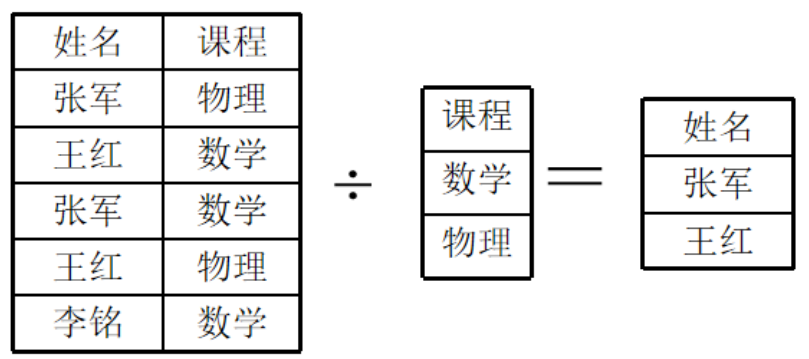 姓名 课程
张军 物理
王红 数学
张军 数学
王红 物理
李铭 数学
÷
课程
数学
物理
=
姓名
张军
王红